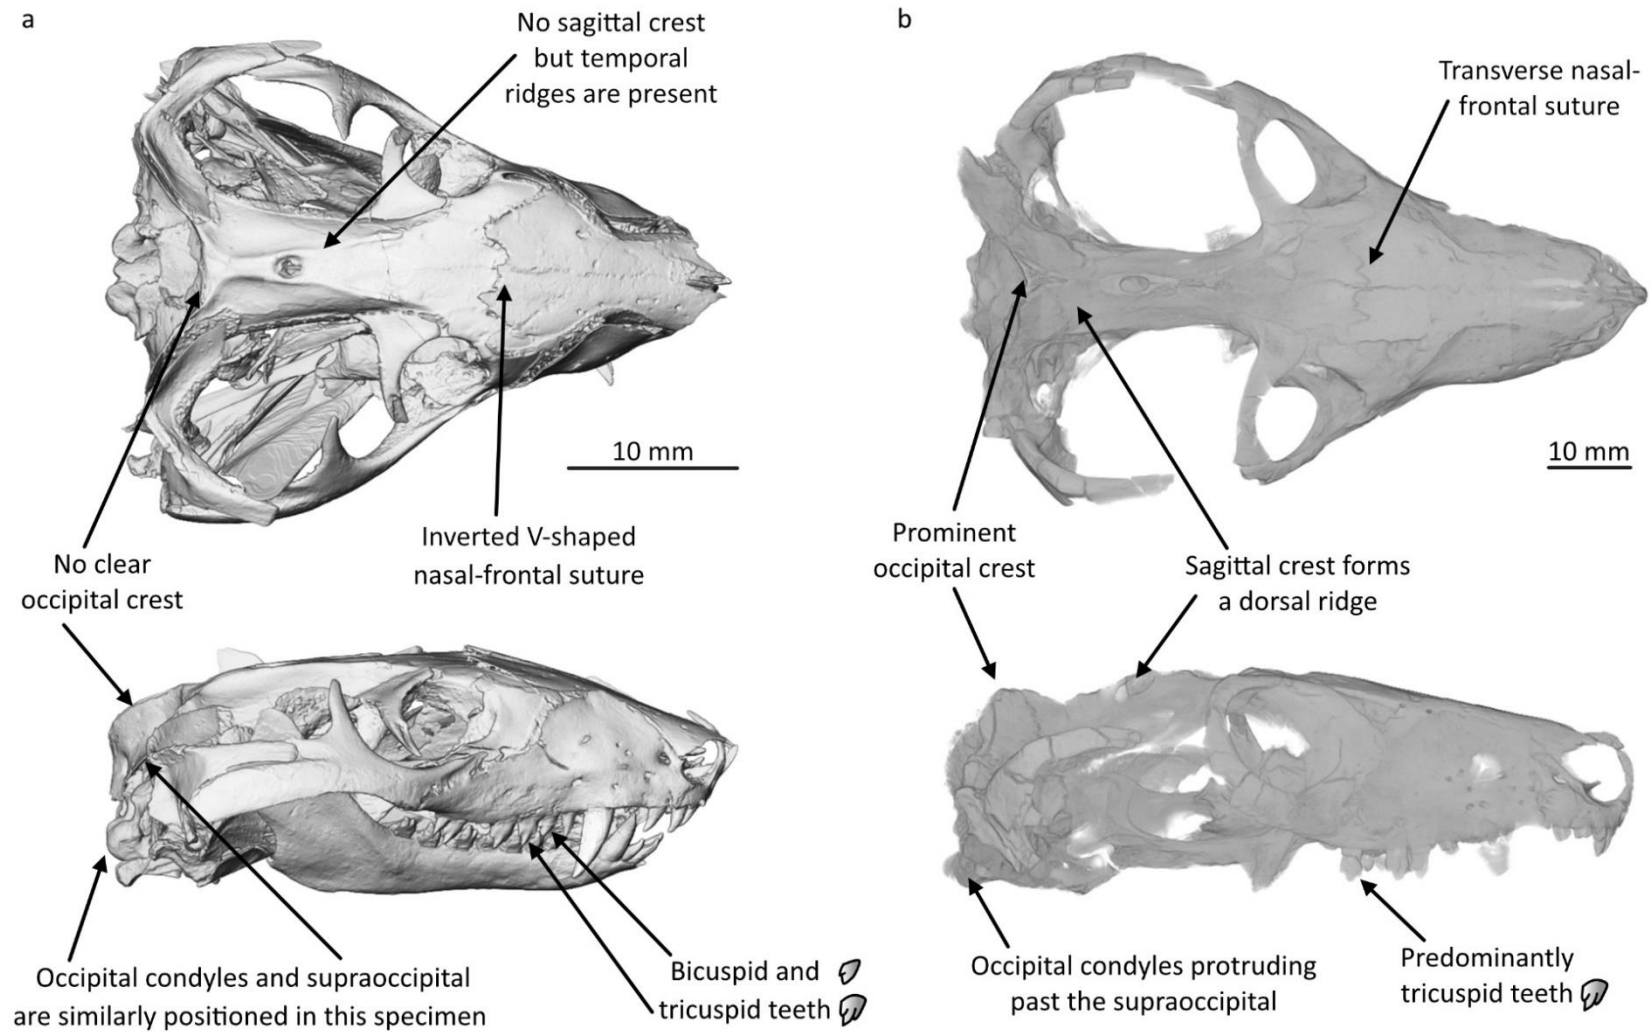 a
No sagittal crest
but temporal
ridges are present
10 mm
Inverted V-shaped
nasal-frontal suture
No clear
occipital crest
Occipital condyles and supraoccipital
are similarly positioned in this specimen
Bicuspid and
tricuspid teeth
b
Transverse nasal-
frontal suture
10 mm
Prominent
occipital crest
Sagittal crest forms
a dorsal ridge
Occipital condyles protruding
past the supraoccipital
Predominantly
tricuspid teeth